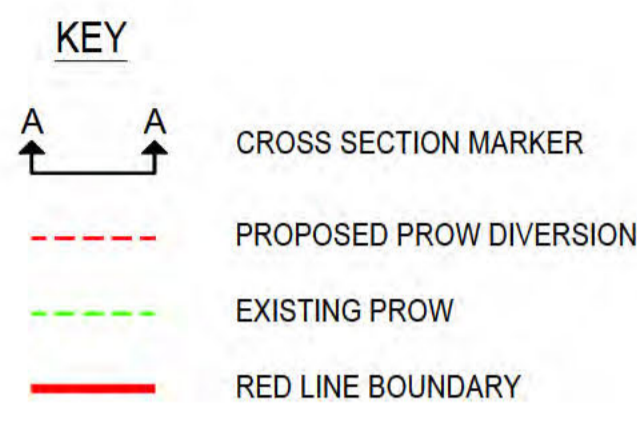 KEY
A A
CROSS SECTION MARKER
PROPOSED PROW DIVERSION
EXISTING PROW
RED LINE BOUNDARY